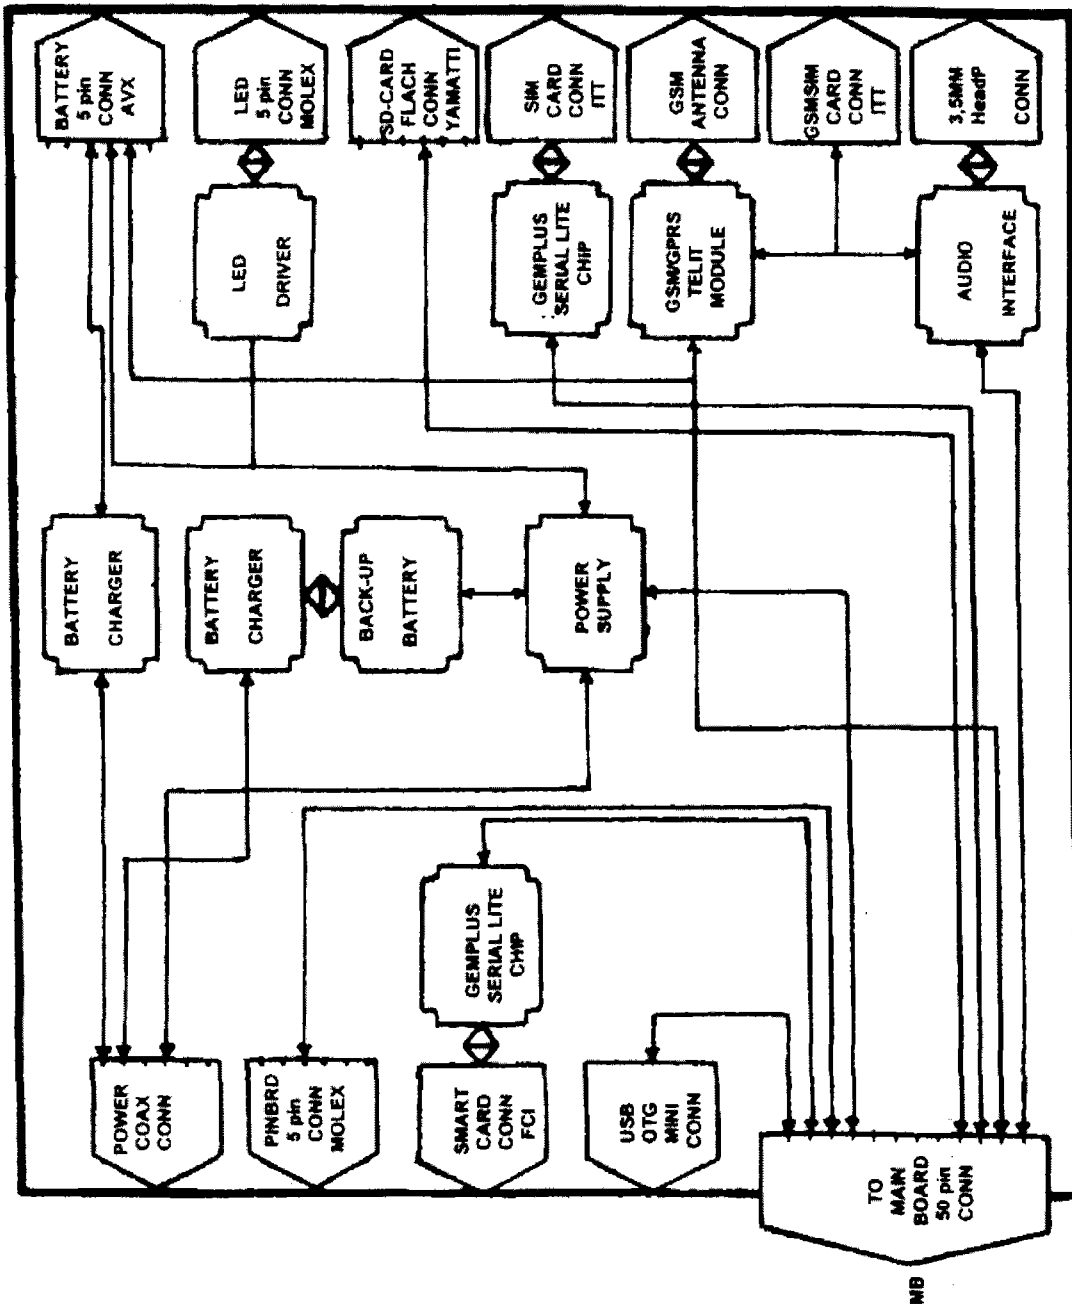 BATTERY
5 pin
CONN
AVX
LED
5 pin
CONN
MOLEX
SD-CARD
FLACH
CONN
YAMATTI
SIM
CARD
CONN
ITT
GSM
ANTENNA
CONN
GSMSIM
CARD
CONN
ITT
3,5MM
HeadP
CONN
LED
DRIVER
GEMPLUS
SERIAL LITE
CHIP
GSM/GPRS
TELIT
MODULE
AUDIO
INTERFACE
BATTERY
CHARGER
BATTERY
CHARGER
BACK-UP
BATTERY
POWER
SUPPLY
GEMPLUS
SERIAL LITE
CHIP
POWER
COAX
CONN
PINBRD
5 pin
CONN
MOLEX
SMART
CARD
CONN
FCI
USB
OTG
MINI
CONN
TO
MAIN
BOARD
50 pin
CONN
MB